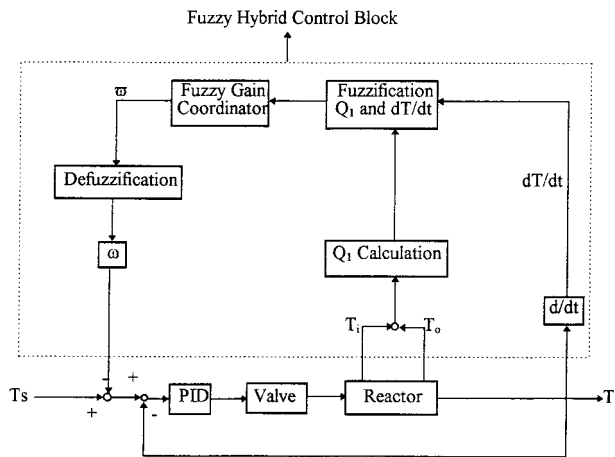 Fuzzy Hybrid Control Block
ϖ
Fuzzy Gain
Coordinator
Fuzzification
Q₁ and dT/dt
Defuzzification
dT/dt
ω
Q₁ Calculation
d/dt
Tᵢ
Tₒ
Ts
-
+
+
-
PID
Valve
Reactor
T